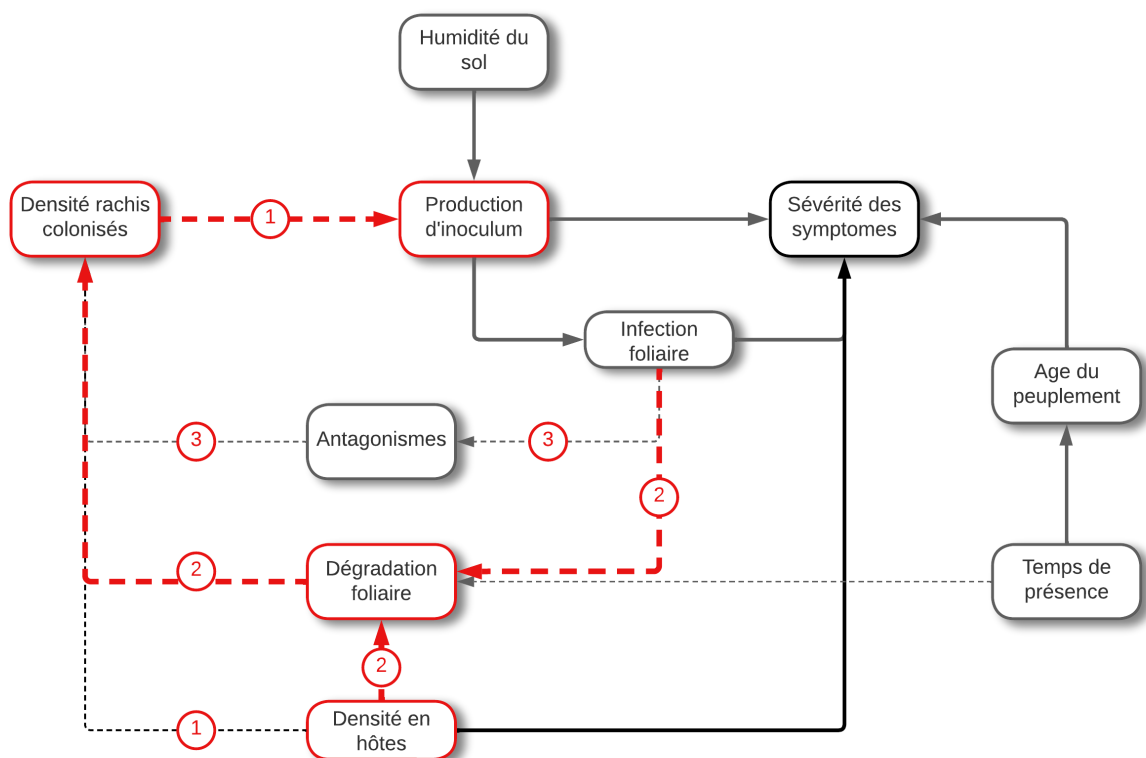 Humidité du
sol
Densité rachis
colonisés
1
Production
d'inoculum
Sévérité des
symptomes
Infection
foliaire
Age du
peuplement
3
Antagonismes
3
2
2
Dégradation
foliaire
Temps de
présence
2
1
Densité en
hôtes